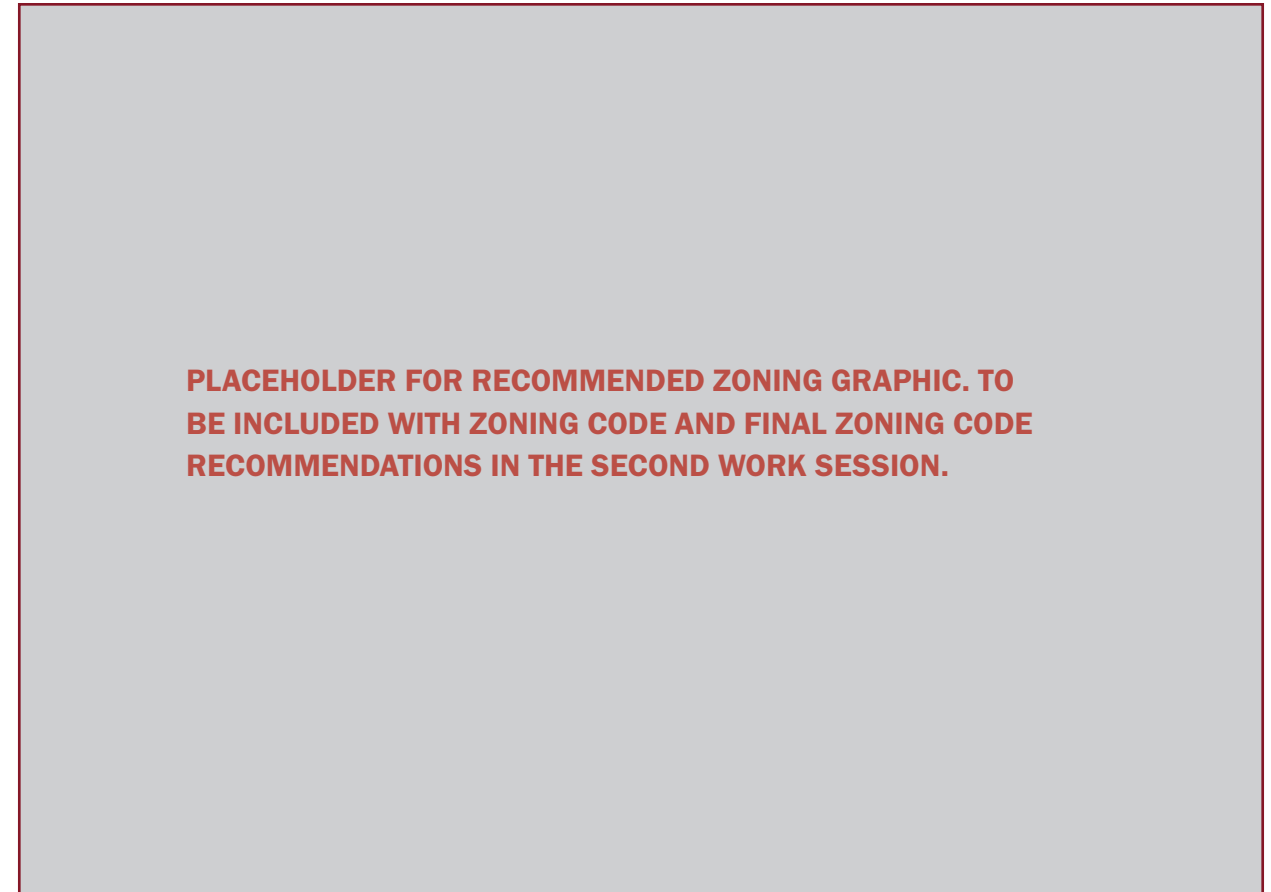 PLACEHOLDER FOR RECOMMENDED ZONING GRAPHIC. TO
BE INCLUDED WITH ZONING CODE AND FINAL ZONING CODE
RECOMMENDATIONS IN THE SECOND WORK SESSION.